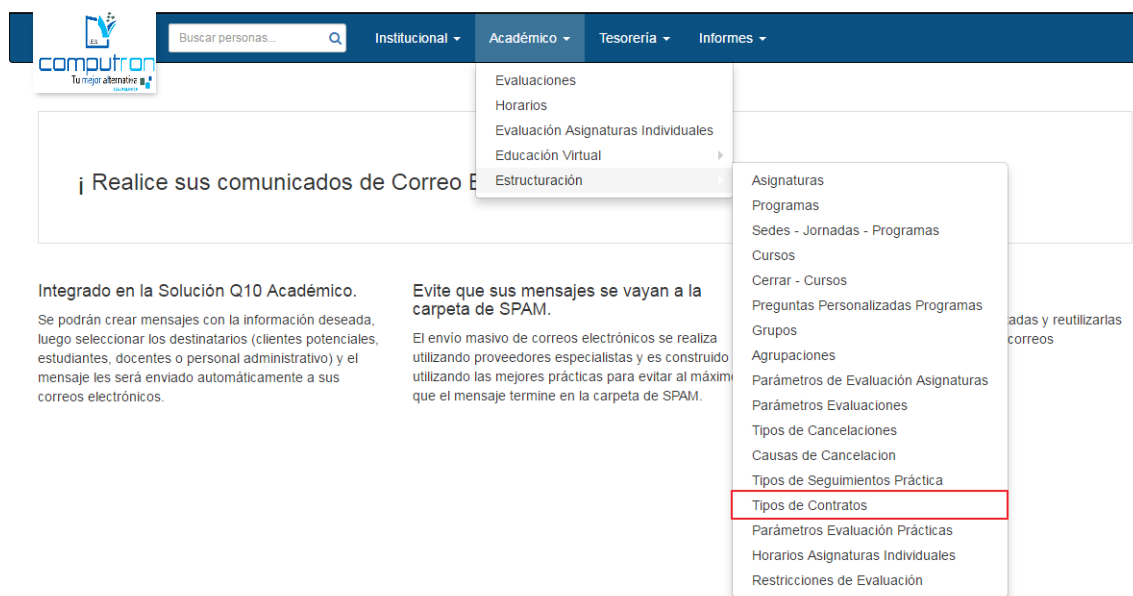 EA
computron
Tu mejor alternativa
Buscar personas...
Institucional
Académico
Tesorería
Informes
Evaluaciones
Horarios
Evaluación Asignaturas Individuales
Educación Virtual
Estructuración
Asignaturas
Programas
Sedes - Jornadas - Programas
Cursos
Cerrar - Cursos
Preguntas Personalizadas Programas
Grupos
Agrupaciones
Parámetros de Evaluación Asignaturas
Parámetros Evaluaciones
Tipos de Cancelaciones
Causas de Cancelacion
Tipos de Seguimientos Práctica
Tipos de Contratos
Parámetros Evaluación Prácticas
Horarios Asignaturas Individuales
Restricciones de Evaluación
¡ Realice sus comunicados de Correo
Integrado en la Solución Q10 Académico.
Se podrán crear mensajes con la información deseada,
luego seleccionar los destinatarios (clientes potenciales,
estudiantes, docentes o personal administrativo) y el
mensaje les será enviado automáticamente a sus
correos electrónicos.
Evite que sus mensajes se vayan a la
carpeta de SPAM.
El envío masivo de correos electrónicos se realiza
utilizando proveedores especialistas y es construido
utilizando las mejores prácticas para evitar al máximo
que el mensaje termine en la carpeta de SPAM.
adas y reutilizarlas
correos